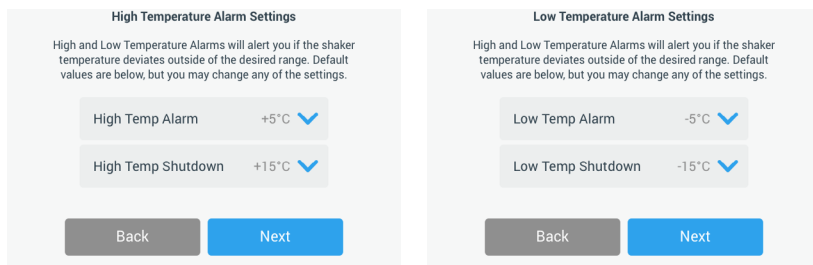 High Temperature Alarm Settings
High and Low Temperature Alarms will alert you if the shaker
temperature deviates outside of the desired range. Default
values are below, but you may change any of the settings.
High Temp Alarm +5°C
High Temp Shutdown +15°C
Back Next
Low Temperature Alarm Settings
High and Low Temperature Alarms will alert you if the shaker
temperature deviates outside of the desired range. Default
values are below, but you may change any of the settings.
Low Temp Alarm -5°C
Low Temp Shutdown -15°C
Back Next